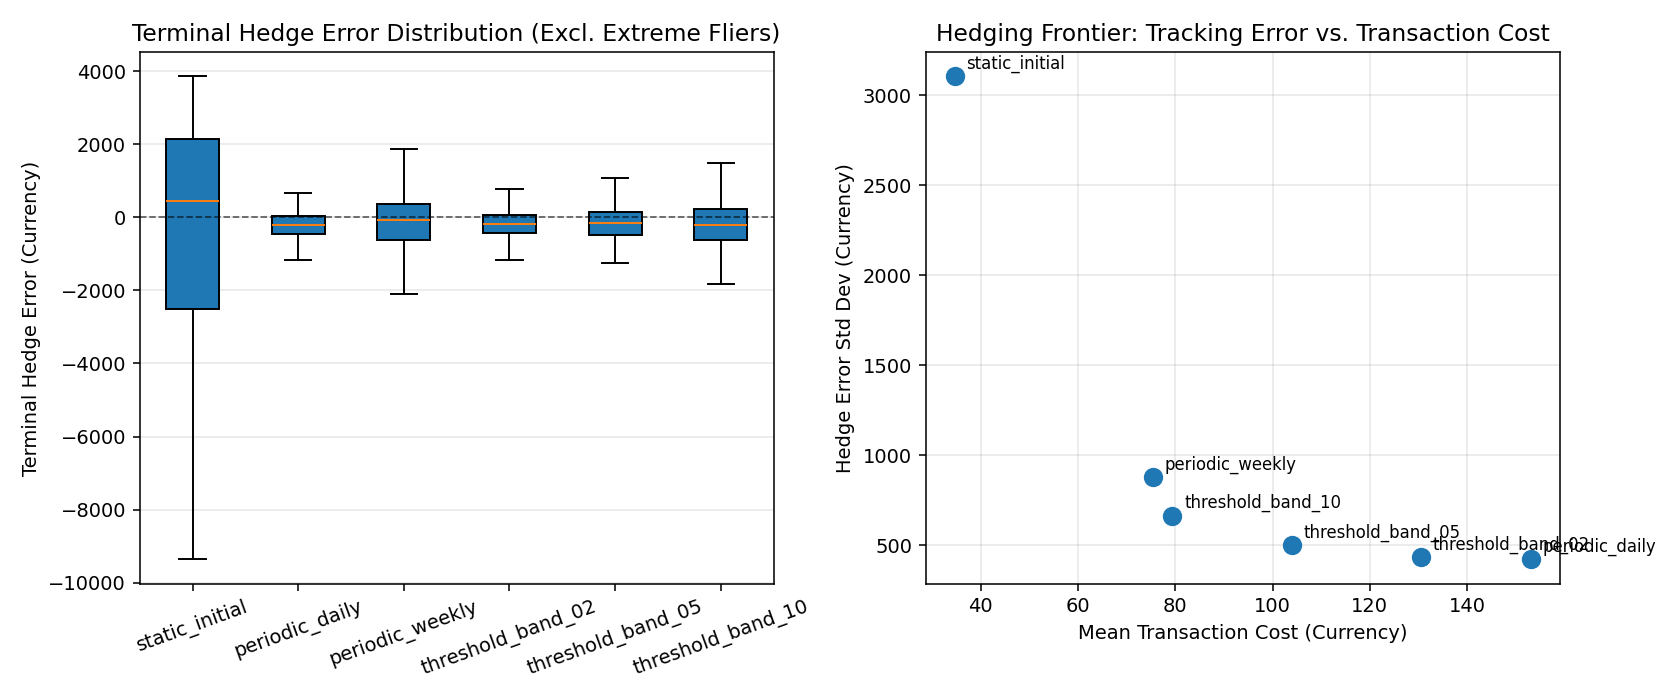 Terminal Hedge Error Distribution (Excl. Extreme Fliers)
Terminal Hedge Error (Currency)
4000
2000
0
−2000
−4000
−6000
−8000
−10000
static_initial
periodic_daily
periodic_weekly
threshold_band_02
threshold_band_05
threshold_band_10
Hedging Frontier: Tracking Error vs. Transaction Cost
Hedge Error Std Dev (Currency)
3000
2500
2000
1500
1000
500
static_initial
periodic_weekly
threshold_band_10
threshold_band_05
threshold_band_02
periodic_daily
40
60
80
100
120
140
Mean Transaction Cost (Currency)